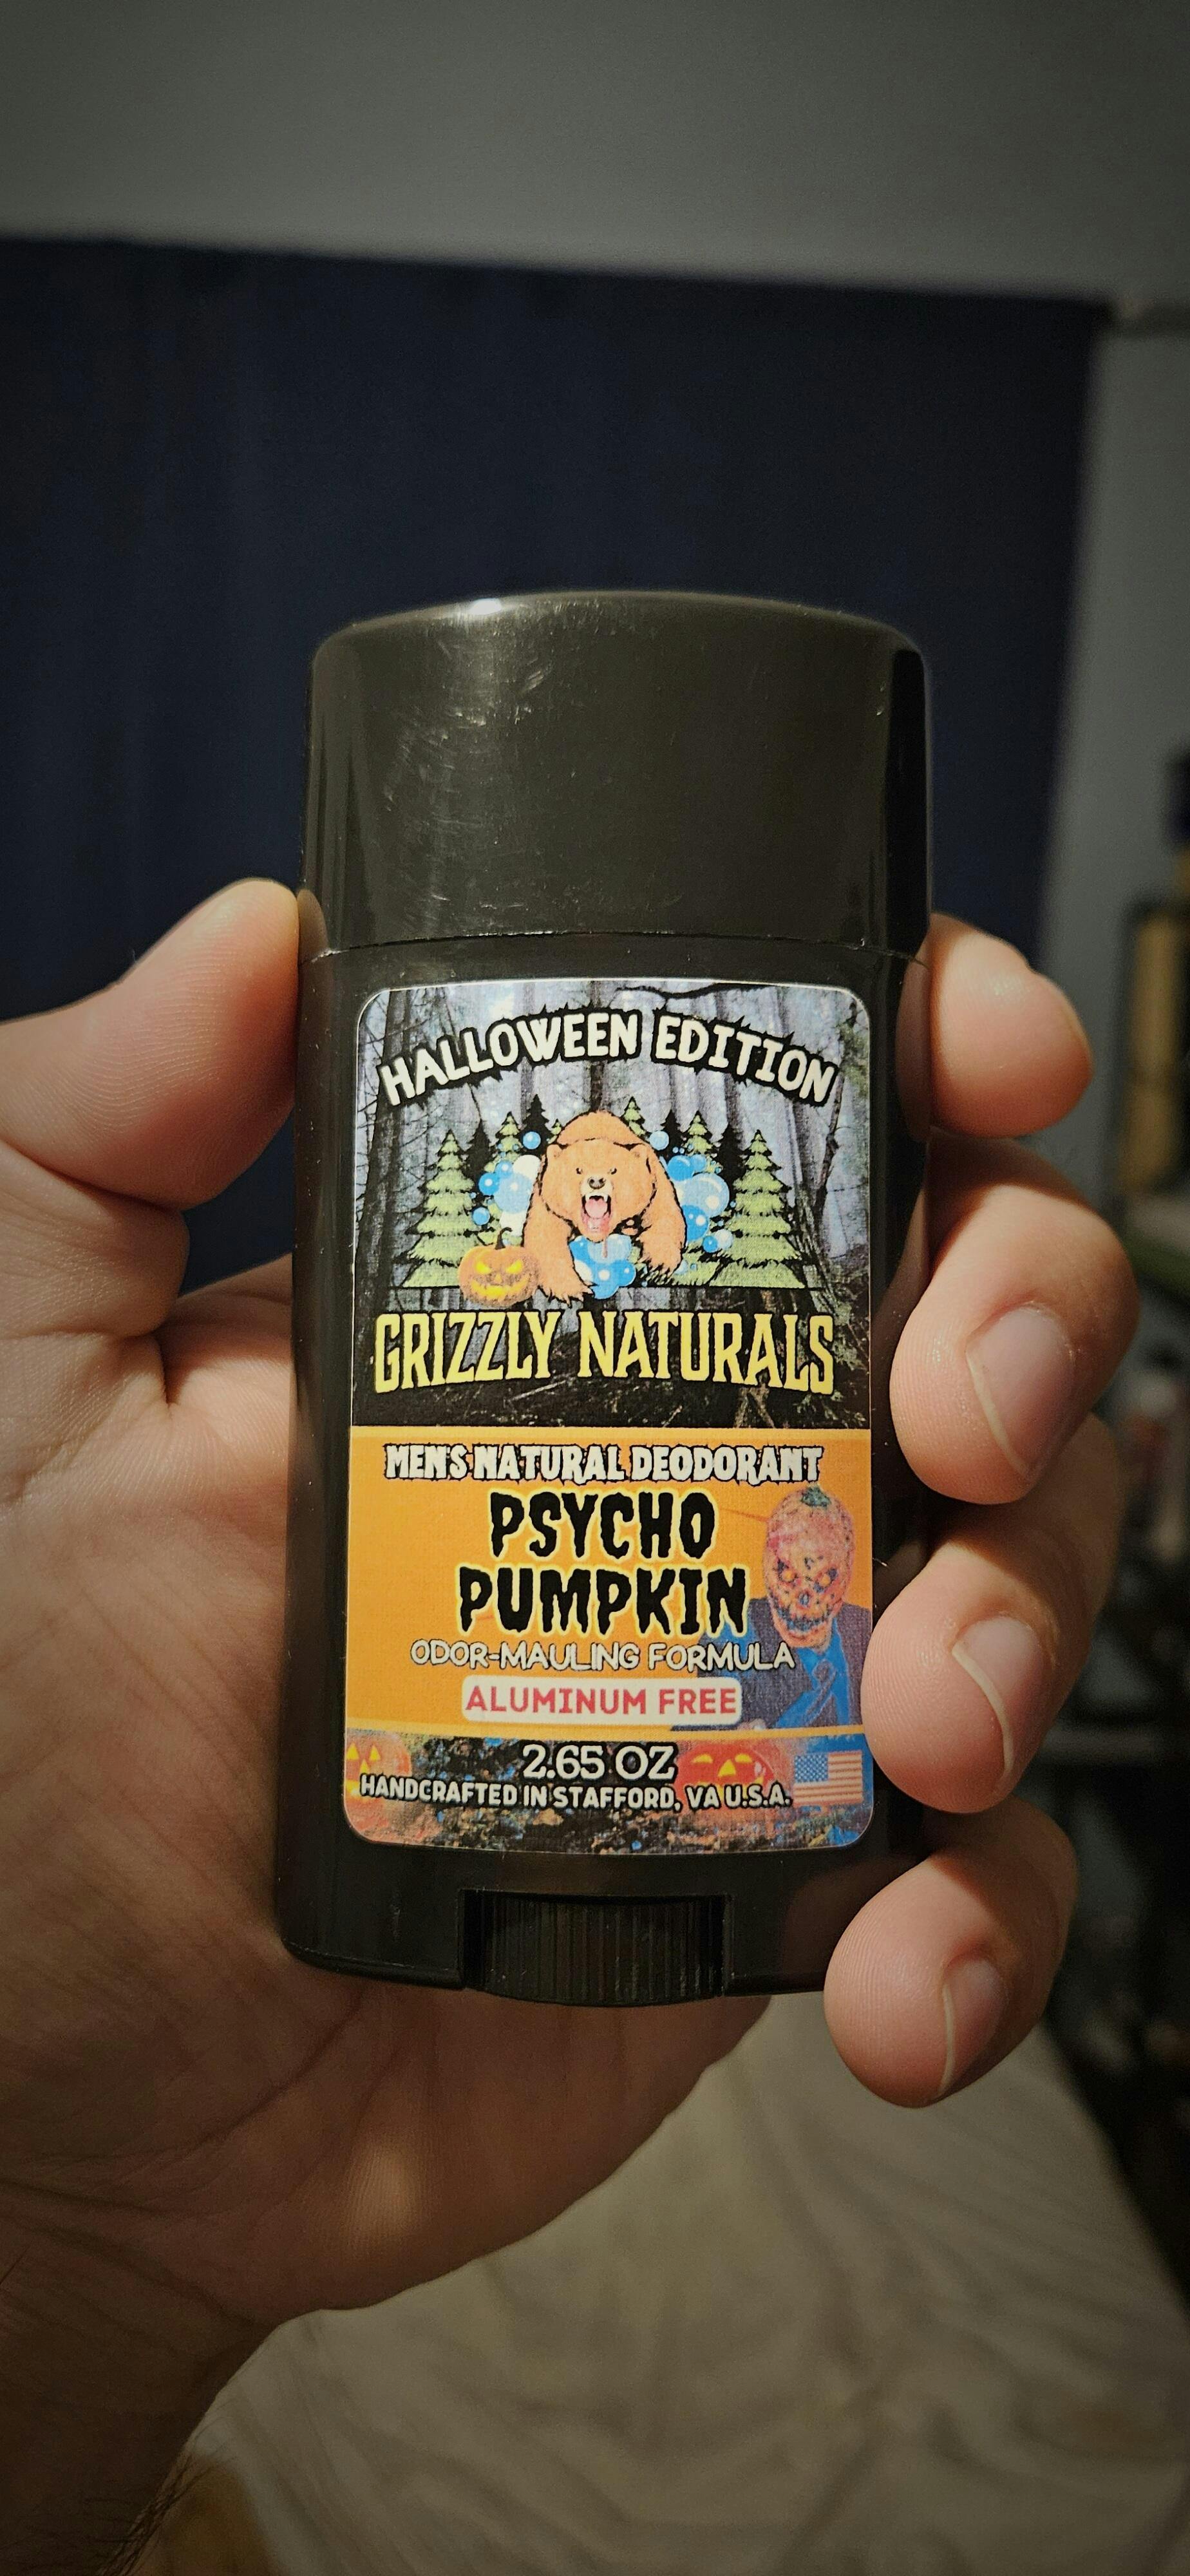 HALLOWEEN EDITION
GRIZZLY NATURALS
MEN'S NATURAL DEODORANT
PSYCHO
PUMPKIN
ODOR-MAULING FORMULA
ALUMINUM FREE
2.65 OZ
HANDCRAFTED IN STAFFORD, VA U.S.A.